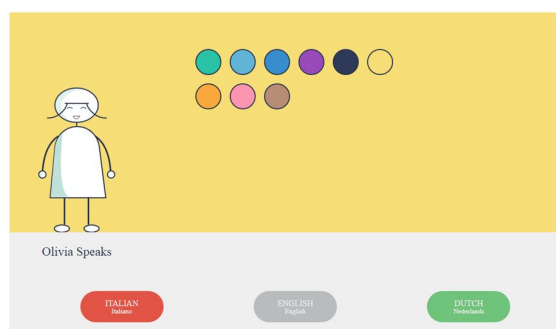 Olivia Speaks
ITALIAN
Italiano
ENGLISH
English
DUTCH
Nederlands